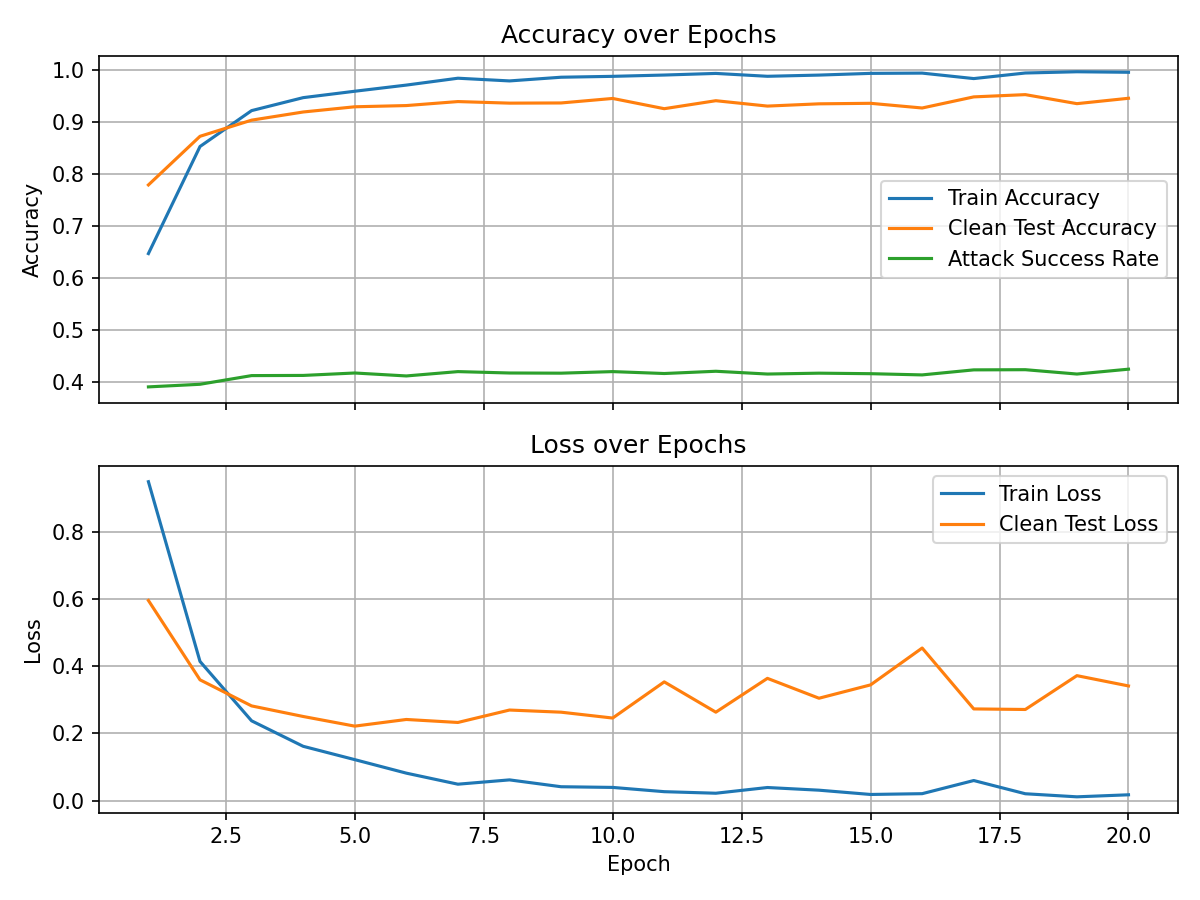 Accuracy over Epochs
1.0
0.9
0.8
0.7
0.6
0.5
0.4
Accuracy
Train Accuracy
Clean Test Accuracy
Attack Success Rate
Loss over Epochs
0.8
0.6
0.4
0.2
0.0
Loss
Train Loss
Clean Test Loss
2.5 5.0 7.5 10.0 12.5 15.0 17.5 20.0
Epoch